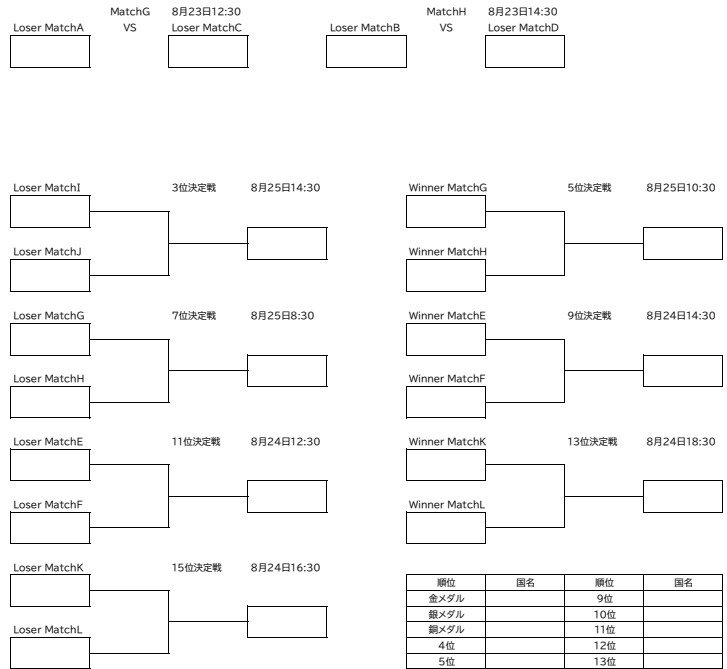 MatchG 8月23日12:30 MatchH 8月23日14:30
Loser MatchA VS Loser MatchC Loser MatchB VS Loser MatchD
Loser MatchI 3位決定戦 8月25日14:30 Winner MatchG 5位決定戦 8月25日10:30
Loser MatchJ Winner MatchH
Loser MatchG 7位決定戦 8月25日8:30 Winner MatchE 9位決定戦 8月24日14:30
Loser MatchH Winner MatchF
Loser MatchE 11位決定戦 8月24日12:30 Winner MatchK 13位決定戦 8月24日18:30
Loser MatchF Winner MatchL
Loser MatchK 15位決定戦 8月24日16:30
順位 国名 順位 国名
金メダル 9位
銀メダル 10位
Loser MatchL 銅メダル 11位
4位 12位
5位 13位